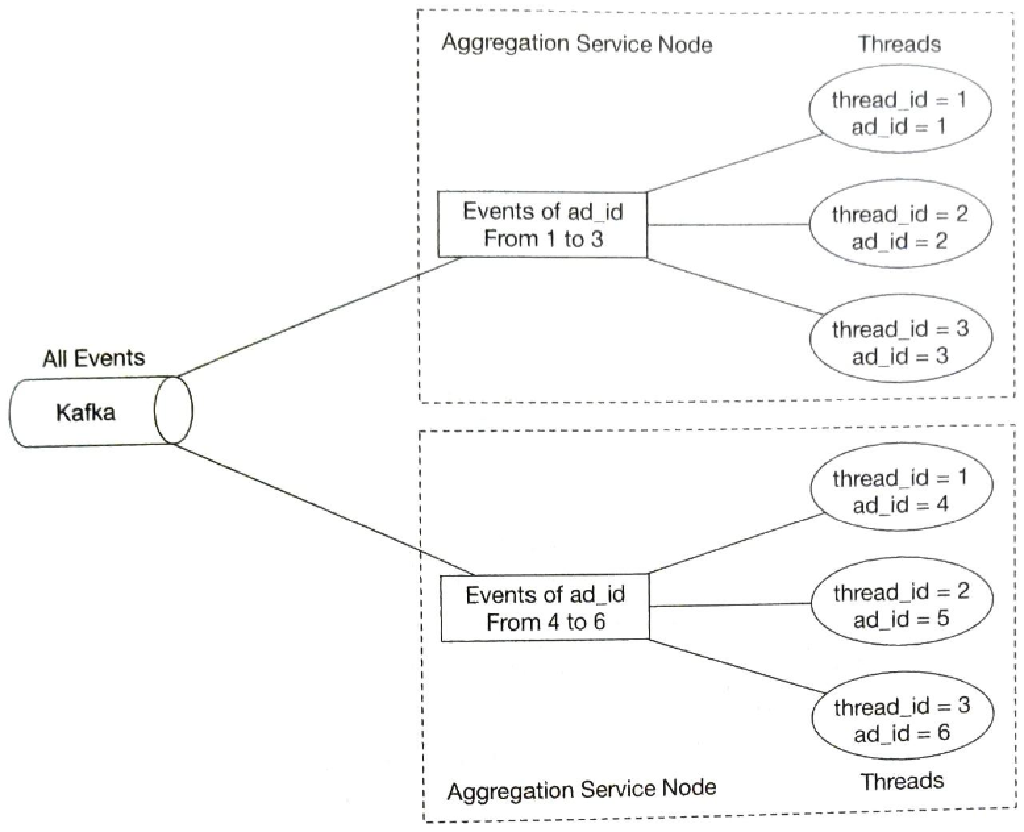 Aggregation Service Node
Threads
thread_id = 1
ad_id = 1
Events of ad_id
From 1 to 3
thread_id = 2
ad_id = 2
thread_id = 3
ad_id = 3
All Events
Kafka
thread_id = 1
ad_id = 4
Events of ad_id
From 4 to 6
thread_id = 2
ad_id = 5
thread_id = 3
ad_id = 6
Aggregation Service Node
Threads